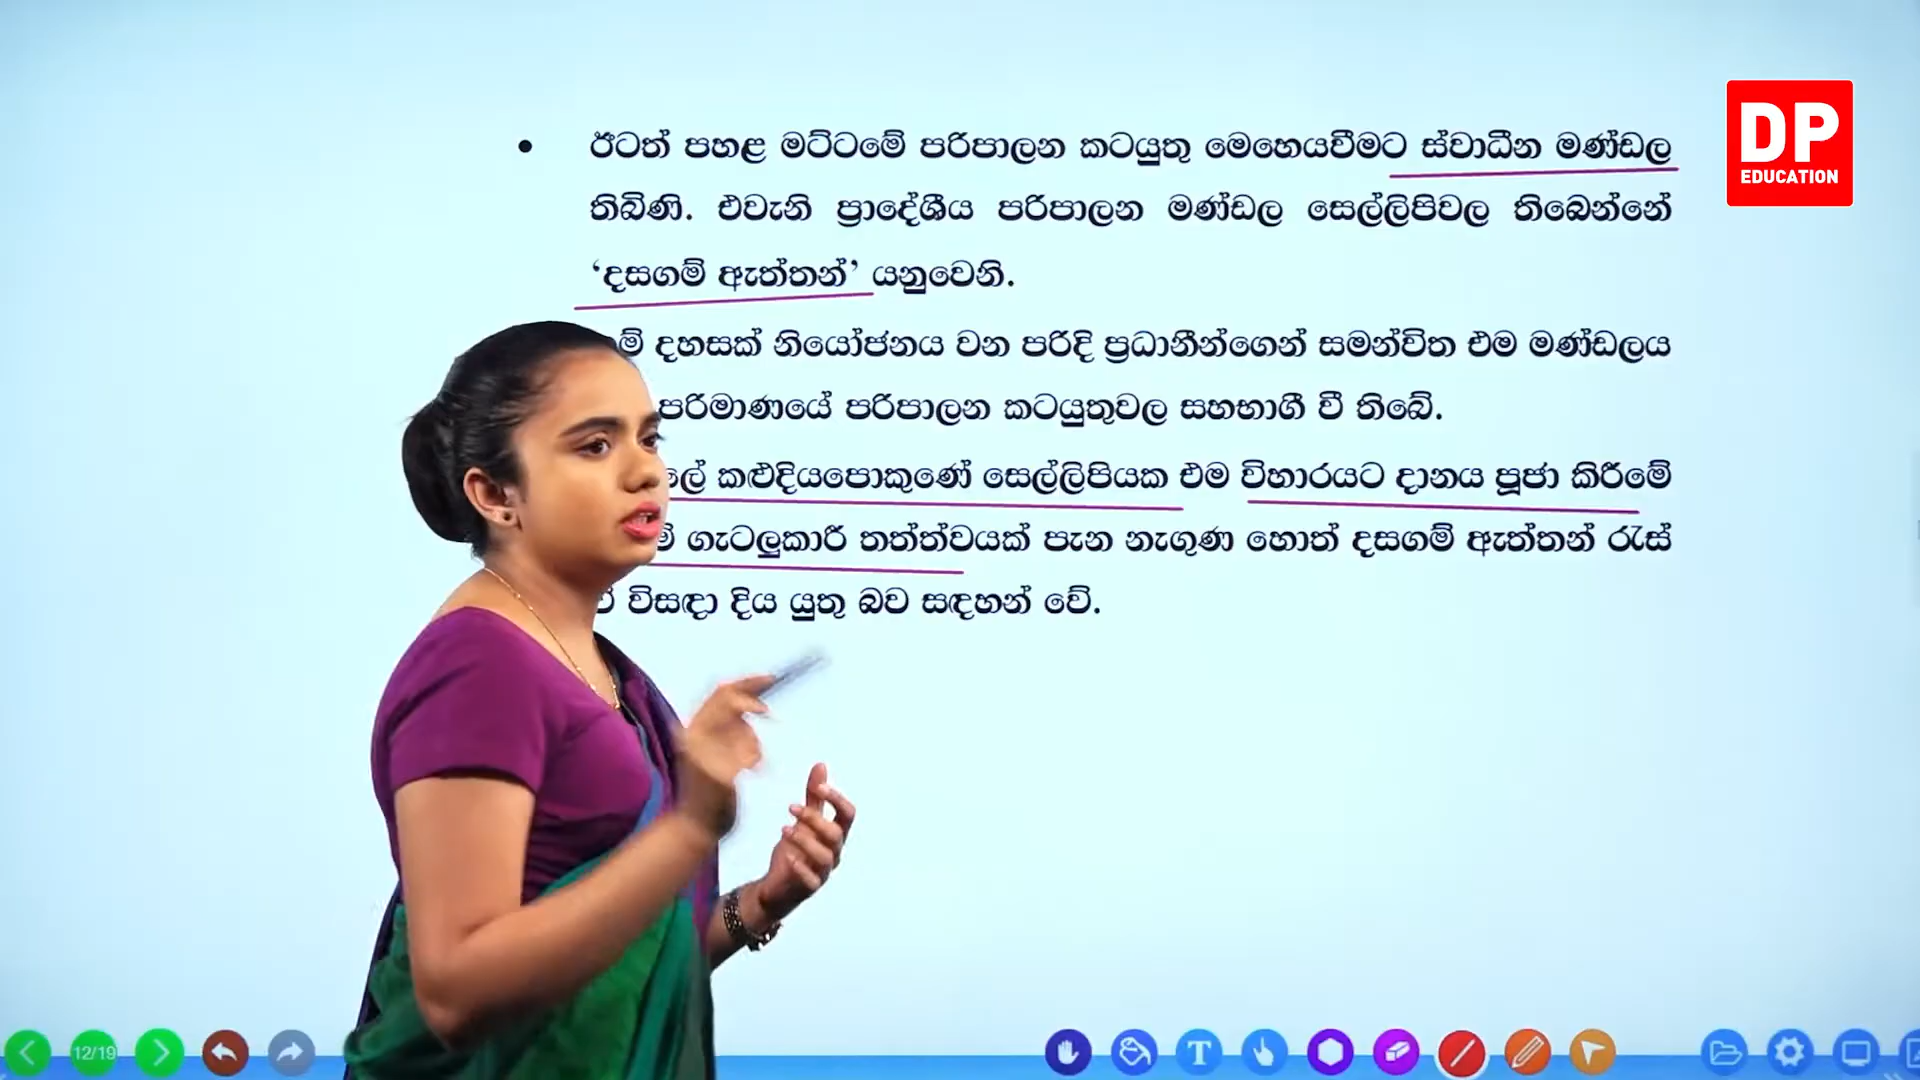 DP
EDUCATION
• ඊටත් පහළ මට්ටමේ පරිපාලන කටයුතු මෙහෙයවීමට ස්වාධීන මණ්ඩල
තිබිණි. එවැනි ප්‍රාදේශීය පරිපාලන මණ්ඩල සෙල්ලිපිවල තිබෙන්නේ
‘දසගම් ඇත්තන්’ යනුවෙනි.
දහසක් නියෝජනය වන පරිදි ප්‍රධානීන්ගෙන් සමන්විත එම මණ්ඩලය
පරිමාණයේ පරිපාලන කටයුතුවල සහභාගී වී තිබේ.
කළුදියපොකුණේ සෙල්ලිපියක එම විහාරයට දානය පූජා කිරීමේ
ගැටලුකාරී තත්ත්වයක් පැන නැගුණ හොත් දසගම් ඇත්තන් රැස්
විසඳා දිය යුතු බව සඳහන් වේ.
12/19
T